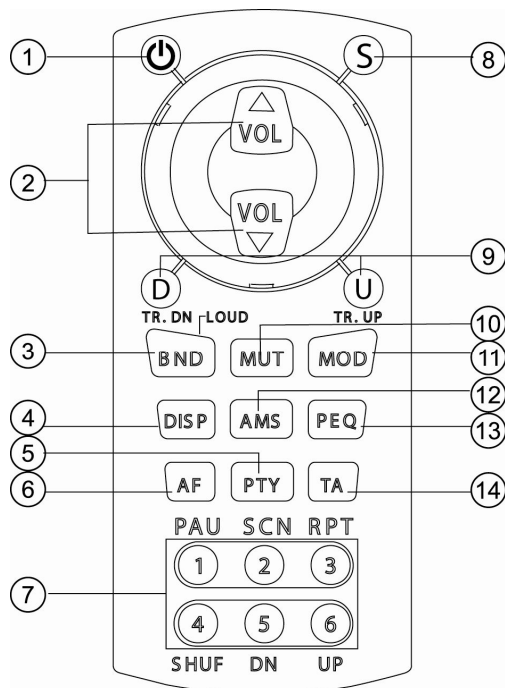 1 S 8
VOL
2
VOL
D U 9
TR. DN LOUD TR. UP 10
3 BND MUT MOD 11
12
4 DISP AMS PEQ 13
5
6 AF PTY TA 14
PAU SCN RPT
1 2 3
7
4 5 6
SHUF DN UP